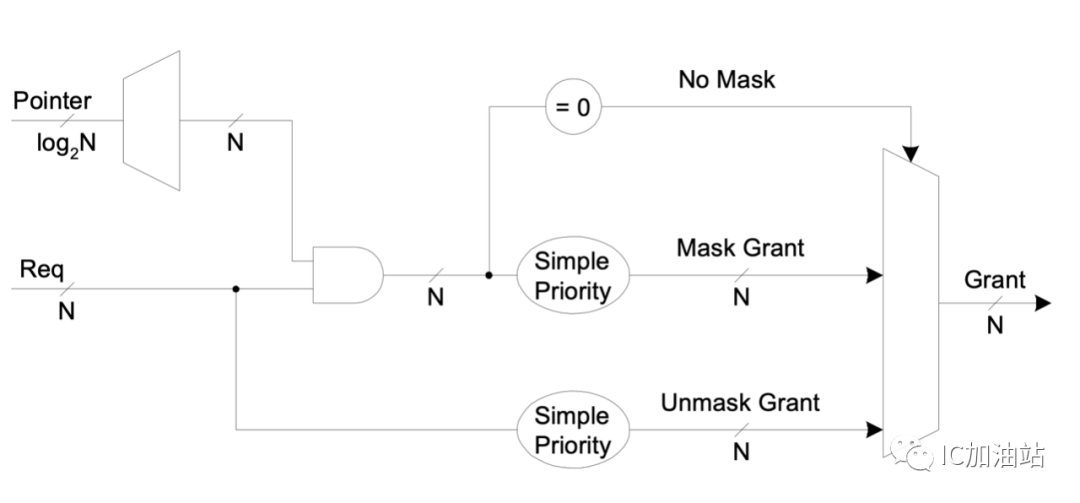 Pointer
log₂N
N
= 0
No Mask
Req
N
N
Simple
Priority
Mask Grant
N
Grant
N
Simple
Priority
Unmask Grant
N
IC加油站